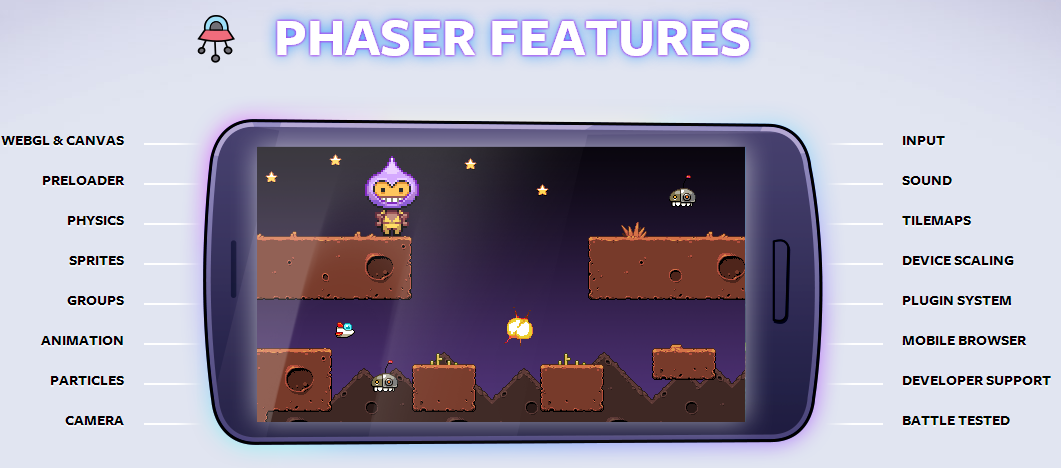 PHASER FEATURES
WEBGL & CANVAS
PRELOADER
PHYSICS
SPRITES
GROUPS
ANIMATION
PARTICLES
CAMERA
INPUT
SOUND
TILEMAPS
DEVICE SCALING
PLUGIN SYSTEM
MOBILE BROWSER
DEVELOPER SUPPORT
BATTLE TESTED